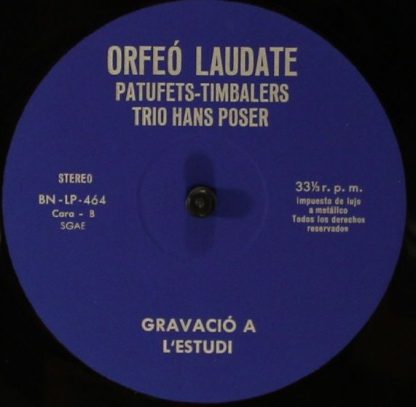 ORFEÓ LAUDATE
PATUFETS-TIMBALERS
TRIO HANS POSER
STEREO
BN-LP-464
Cara - B
SGAE
33⅓ r. p. m.
Impuesto de lujo
a metálico
Todos los derechos
reservados
GRAVACIÓ A
L'ESTUDI